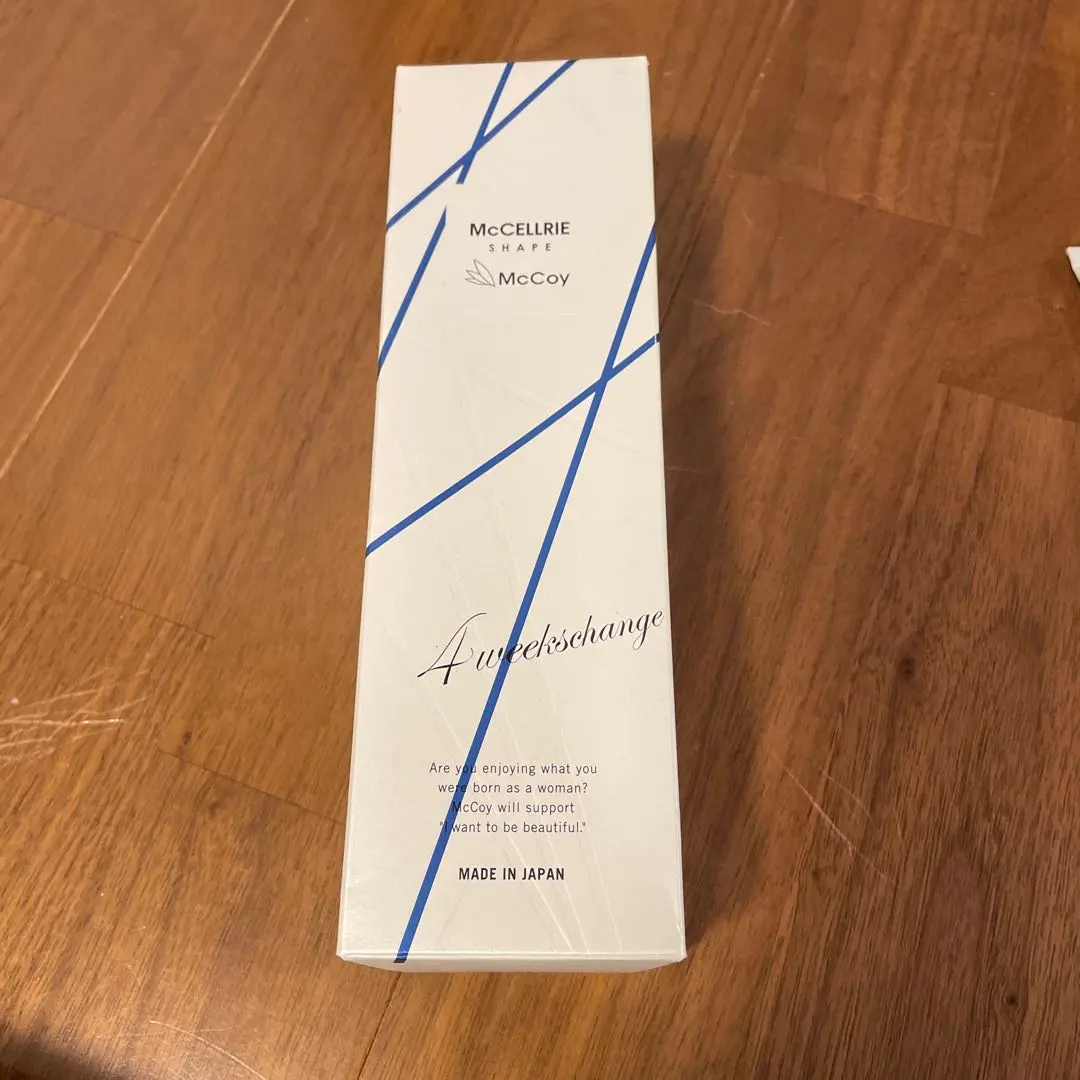 McCELLRIE
SHAPE
McCoy
4weekschange
Are you enjoying what you
were born as a woman?
McCoy will support
"I want to be beautiful."
MADE IN JAPAN